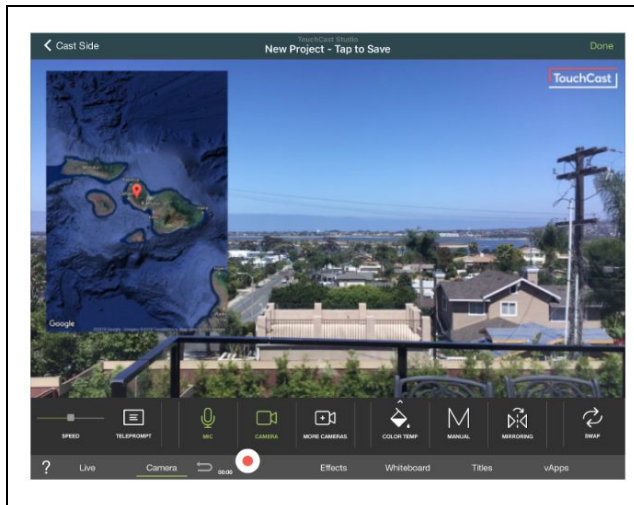 TouchCast Studio
Cast Side
New Project - Tap to Save
Done
TouchCast
Google
SPEED
TELEPROMPT
MIC
CAMERA
MORE CAMERAS
COLOR TEMP
M
MANUAL
MIRRORING
SWAP
?
Live
Camera
00:00
Effects
Whiteboard
Titles
vApps